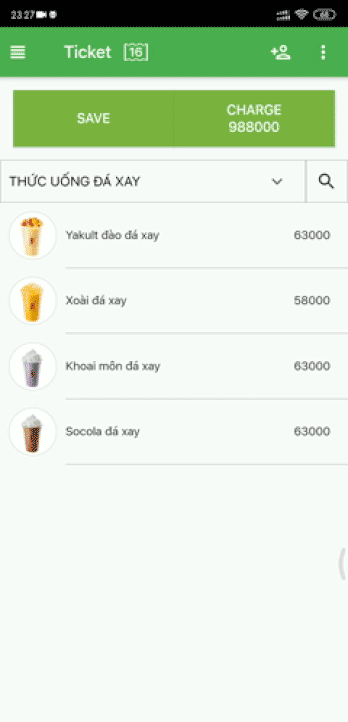 23:27
68
Ticket 16
SAVE
CHARGE
988000
THỨC UỐNG ĐÁ XAY
Yakult đào đá xay 63000
Xoài đá xay 58000
Khoai môn đá xay 63000
Socola đá xay 63000